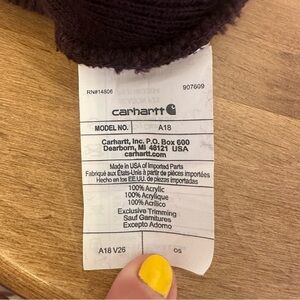 RN#14806 907609
carhartt
MODEL NO. A18
Carhartt, Inc. P.O. Box 600
Dearborn, MI 48121 USA
carhartt.com
Made in USA of Imported Parts
Fabriqué aux États-Unis à partir de pièces importées
Hecho en los EE.UU. de piezas importadas
100% Acrylic
100% Acrylique
100% Acrílico
Exclusive Trimming
Sauf Garnitures
Excepto Adorno
A18 V26 OS